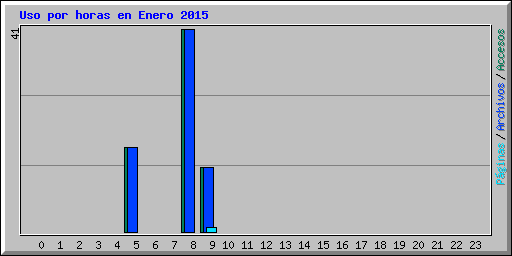 Uso por horas en Enero 2015
41
Páginas/Archivos/Accesos
0 1 2 3 4 5 6 7 8 9 10 11 12 13 14 15 16 17 18 19 20 21 22 23